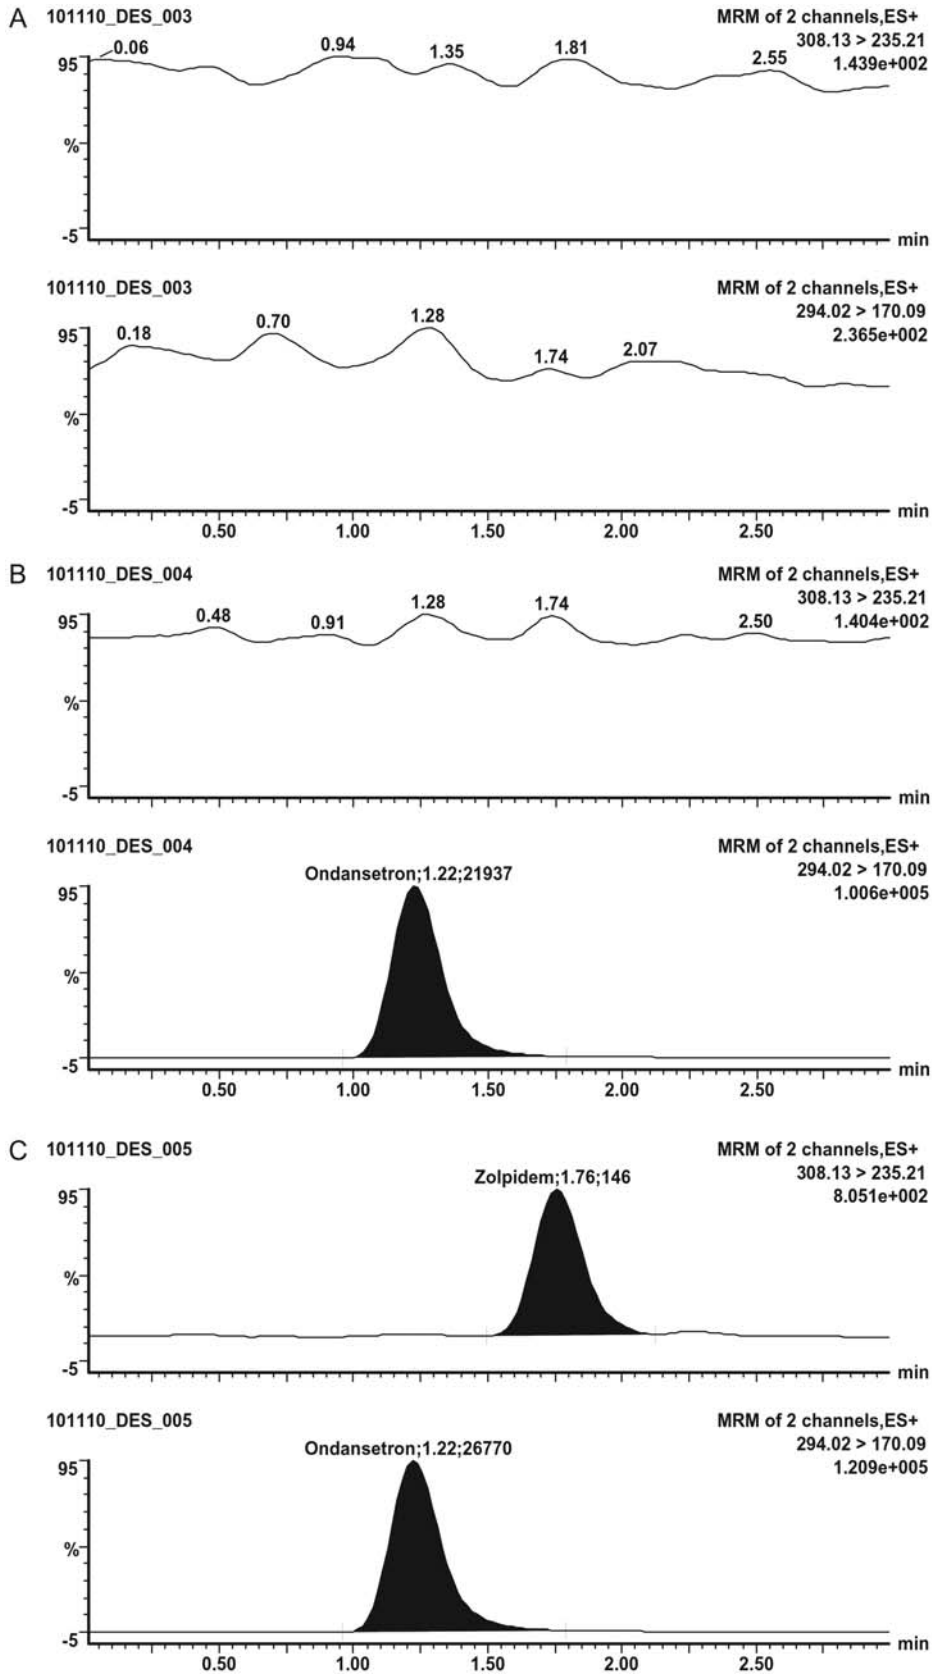 A 101110_DES_003 MRM of 2 channels,ES+
308.13 > 235.21
1.439e+002
0.06 0.94 1.35 1.81 2.55
95
%
-5
min
101110_DES_003 MRM of 2 channels,ES+
294.02 > 170.09
2.365e+002
0.18 0.70 1.28 1.74 2.07
95
%
-5
min
0.50 1.00 1.50 2.00 2.50
B 101110_DES_004 MRM of 2 channels,ES+
308.13 > 235.21
1.404e+002
0.48 0.91 1.28 1.74 2.50
95
%
-5
min
101110_DES_004 MRM of 2 channels,ES+
294.02 > 170.09
1.006e+005
Ondansetron;1.22;21937
95
%
-5
min
0.50 1.00 1.50 2.00 2.50
C 101110_DES_005 MRM of 2 channels,ES+
308.13 > 235.21
8.051e+002
Zolpidem;1.76;146
95
%
-5
min
101110_DES_005 MRM of 2 channels,ES+
294.02 > 170.09
1.209e+005
Ondansetron;1.22;26770
95
%
-5
min
0.50 1.00 1.50 2.00 2.50